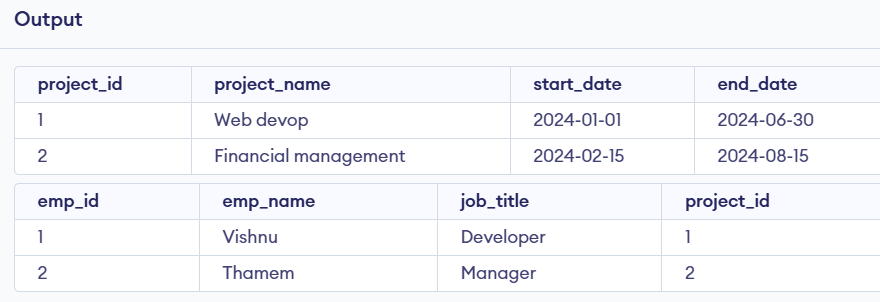 Output
project_id project_name start_date end_date
1 Web devop 2024-01-01 2024-06-30
2 Financial management 2024-02-15 2024-08-15
emp_id emp_name job_title project_id
1 Vishnu Developer 1
2 Thamem Manager 2